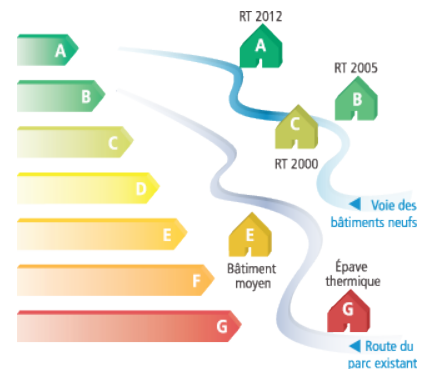 RT 2012
A
A
RT 2005
B
B
C
C
RT 2000
D
Voie des
bâtiments neufs
E
E
Bâtiment
moyen
Épave
thermique
F
G
G
Route du
parc existant